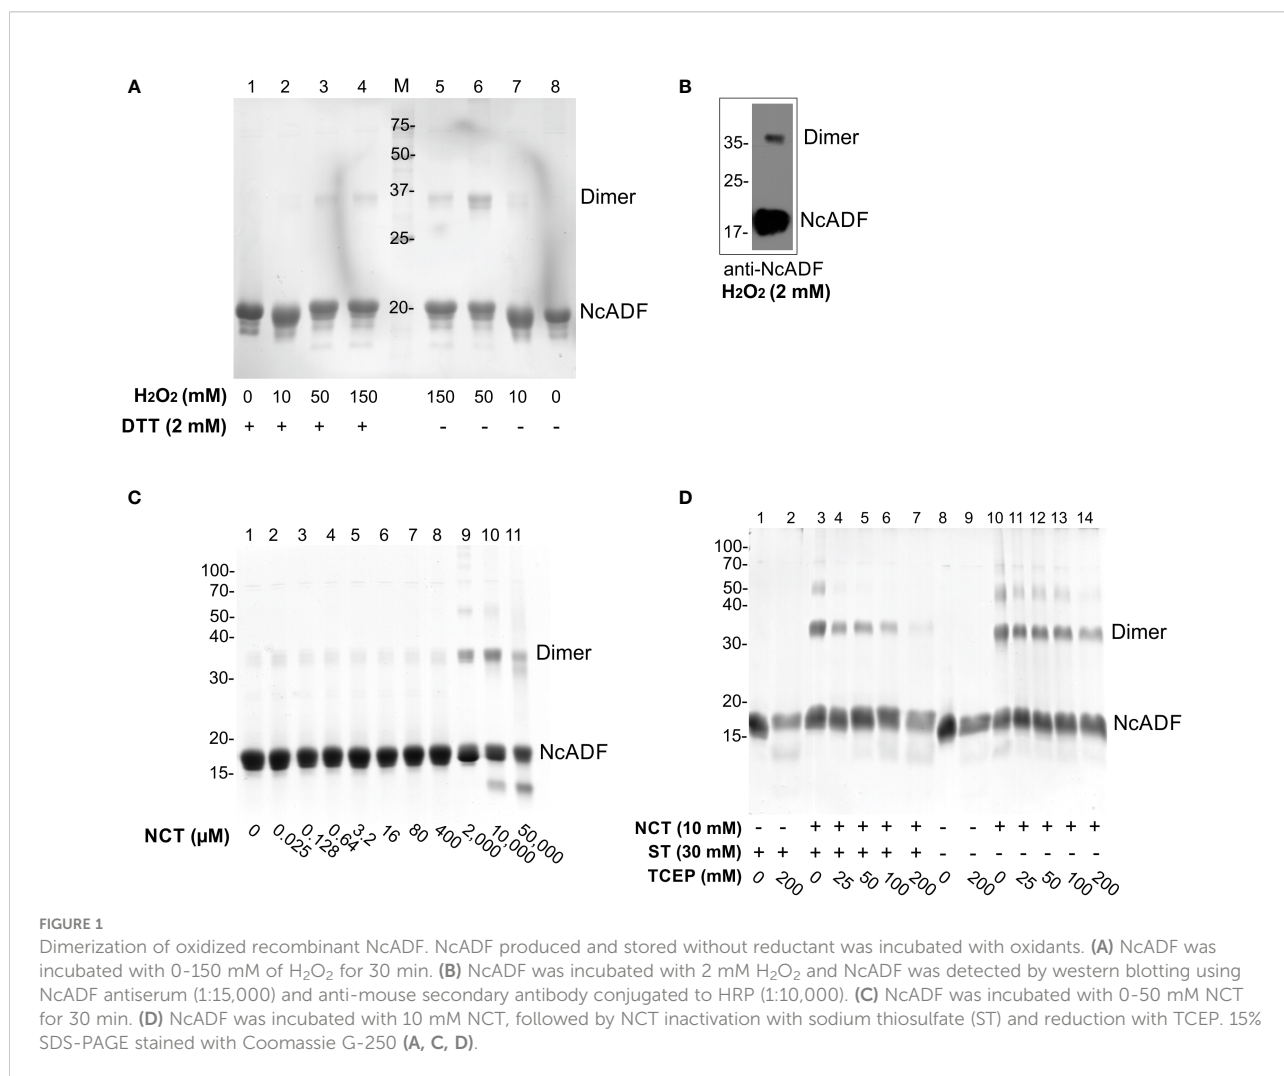 A
1 2 3 4 M 5 6 7 8
75-
50-
37-
25-
20-
Dimer
NcADF
H2O2 (mM) 0 10 50 150 150 50 10 0
DTT (2 mM) + + + + - - - -
B
35-
25-
17-
Dimer
NcADF
anti-NcADF
H2O2 (2 mM)
C
1 2 3 4 5 6 7 8 9 10 11
100-
70-
50-
40-
30-
20-
15-
Dimer
NcADF
NCT (µM) 0 0.025 0.128 0.64 3.2 16 80 400 2,000 10,000 50,000
D
1 2 3 4 5 6 7 8 9 10 11 12 13 14
100-
70-
50-
40-
30-
20-
15-
Dimer
NcADF
NCT (10 mM) - - + + + + + - - + + + + +
ST (30 mM) + + + + + + + - - - - - - -
TCEP (mM) 0 200 0 25 50 100 200 0 200 0 25 50 100 200
FIGURE 1
Dimerization of oxidized recombinant NcADF. NcADF produced and stored without reductant was incubated with oxidants. (A) NcADF was
incubated with 0-150 mM of H₂O₂ for 30 min. (B) NcADF was incubated with 2 mM H₂O₂ and NcADF was detected by western blotting using
NcADF antiserum (1:15,000) and anti-mouse secondary antibody conjugated to HRP (1:10,000). (C) NcADF was incubated with 0-50 mM NCT
for 30 min. (D) NcADF was incubated with 10 mM NCT, followed by NCT inactivation with sodium thiosulfate (ST) and reduction with TCEP. 15%
SDS-PAGE stained with Coomassie G-250 (A, C, D).